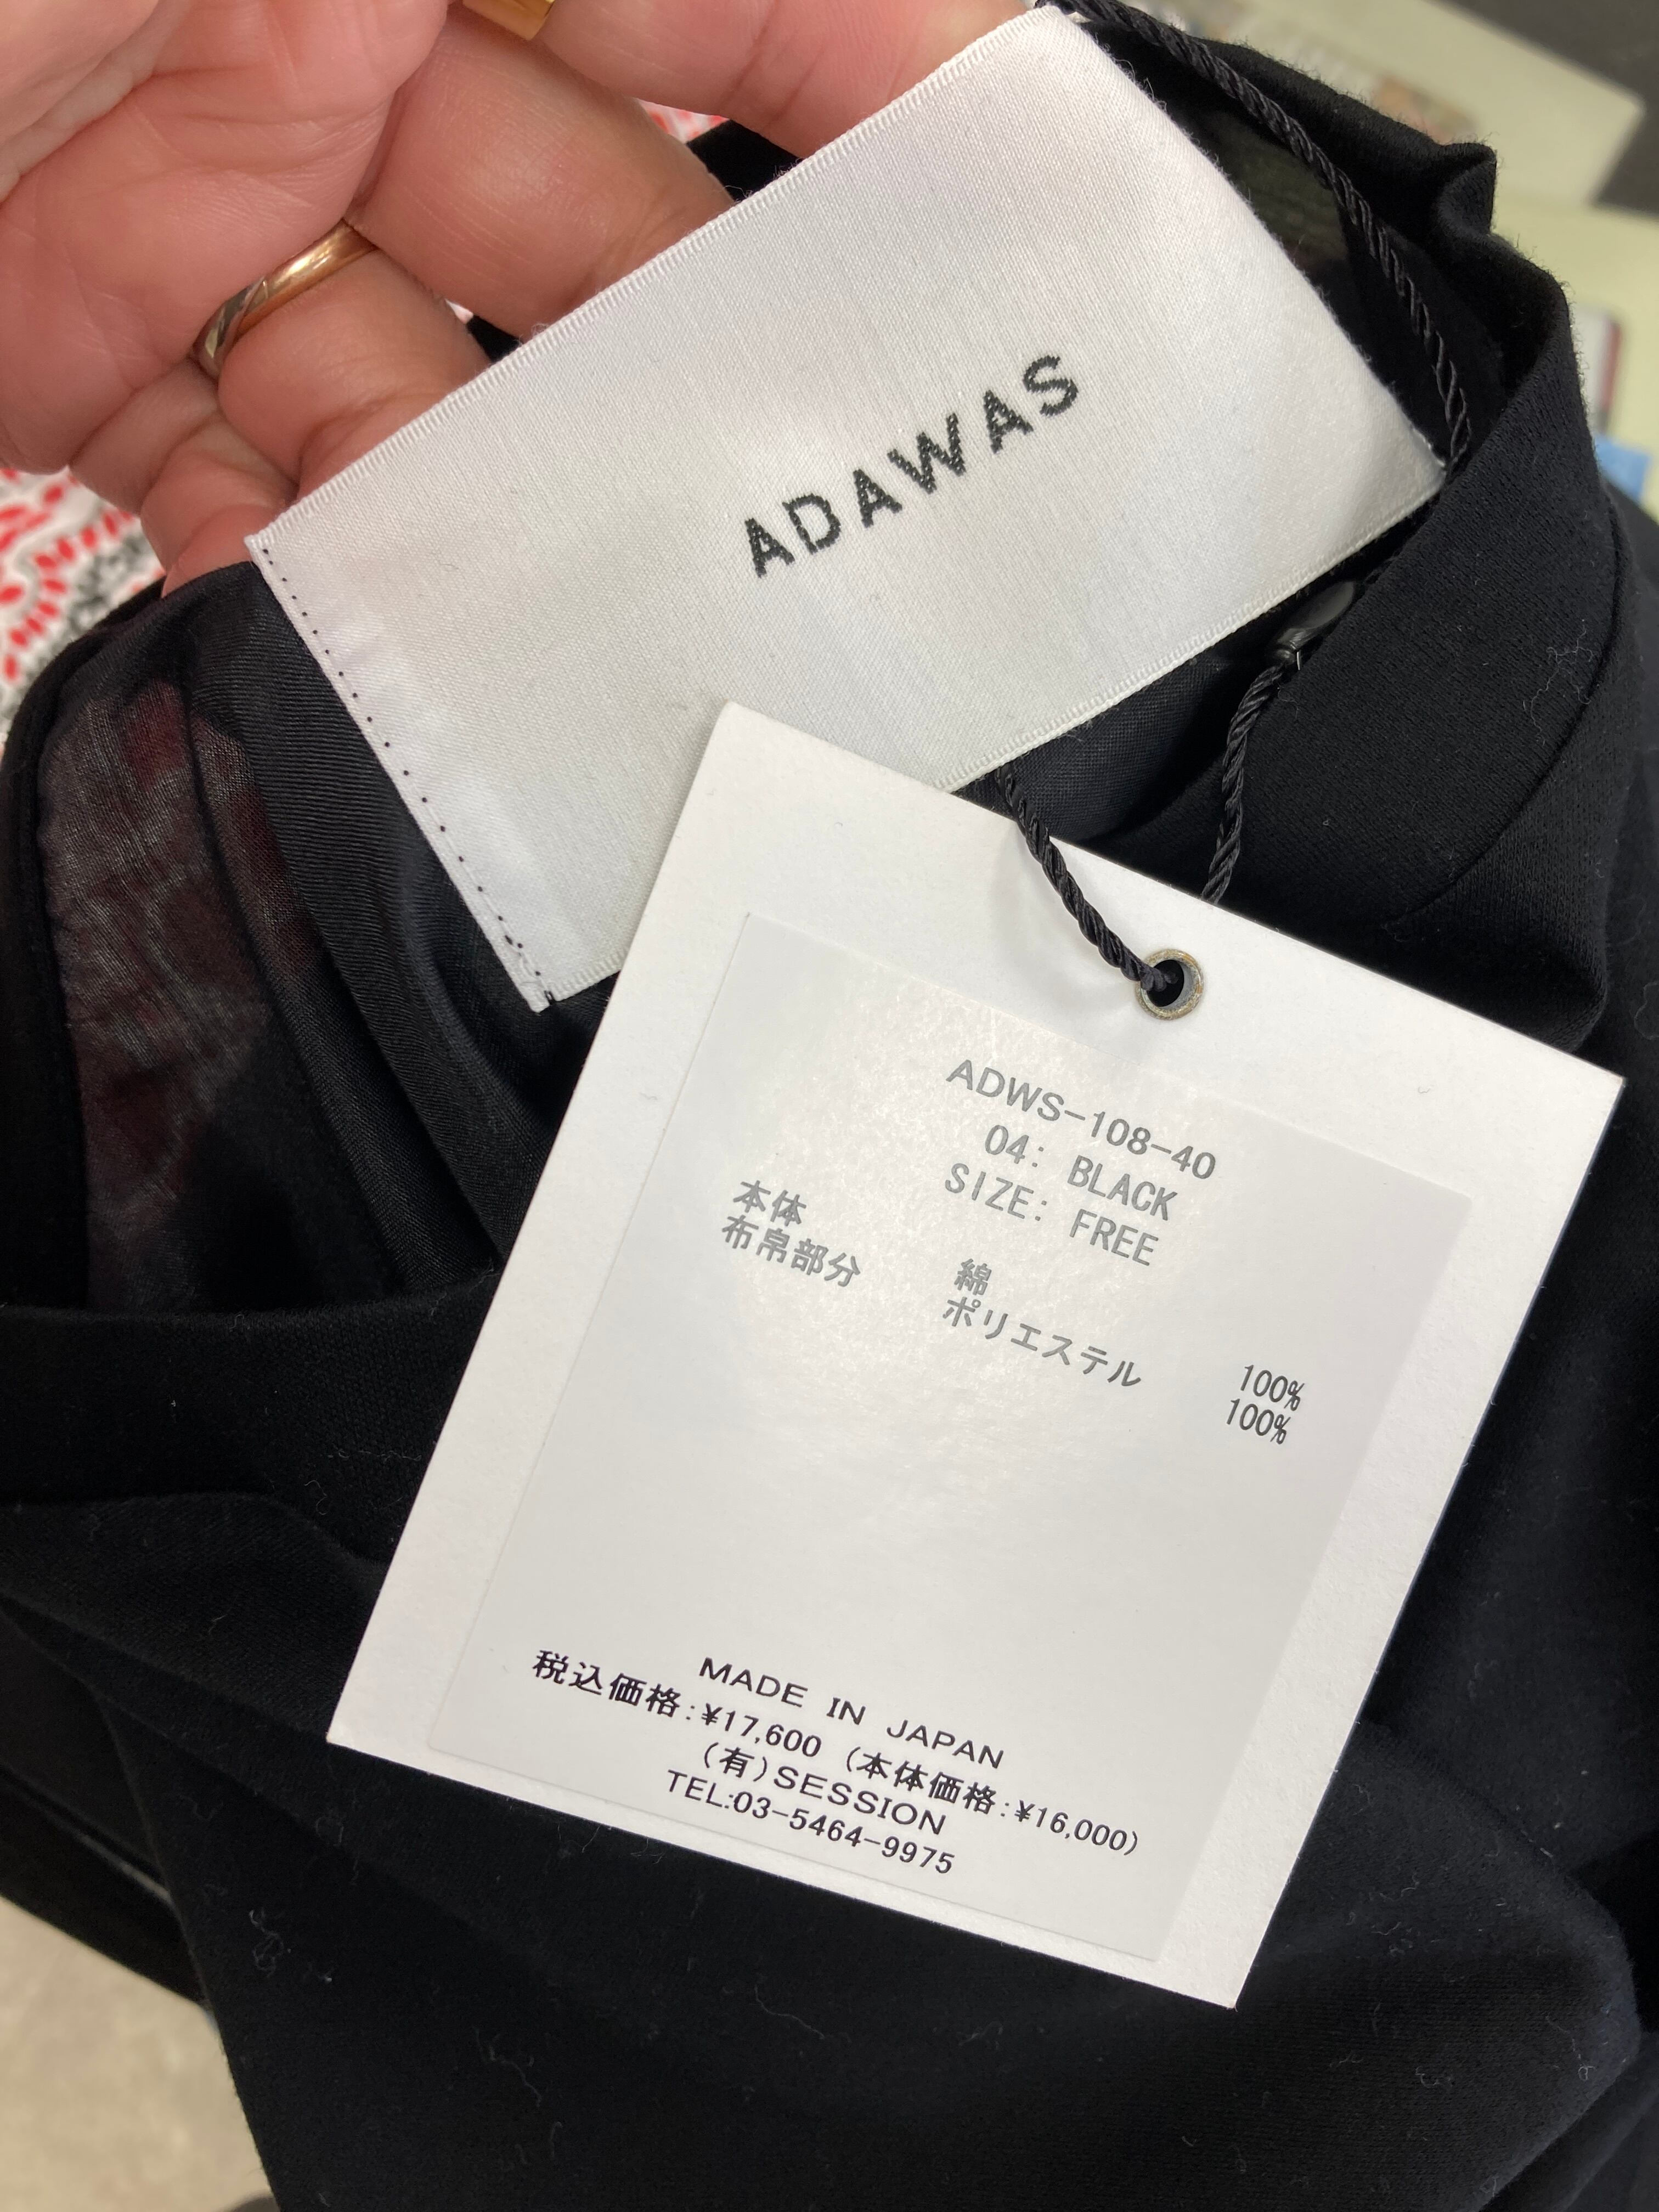 ADAWAS
ADWS-108-40
04: BLACK
SIZE: FREE
本体 綿 100%
布帛部分 ポリエステル 100%
MADE IN JAPAN
税込価格:¥17,600 (本体価格:¥16,000)
(有)SESSION
TEL:03-5464-9975